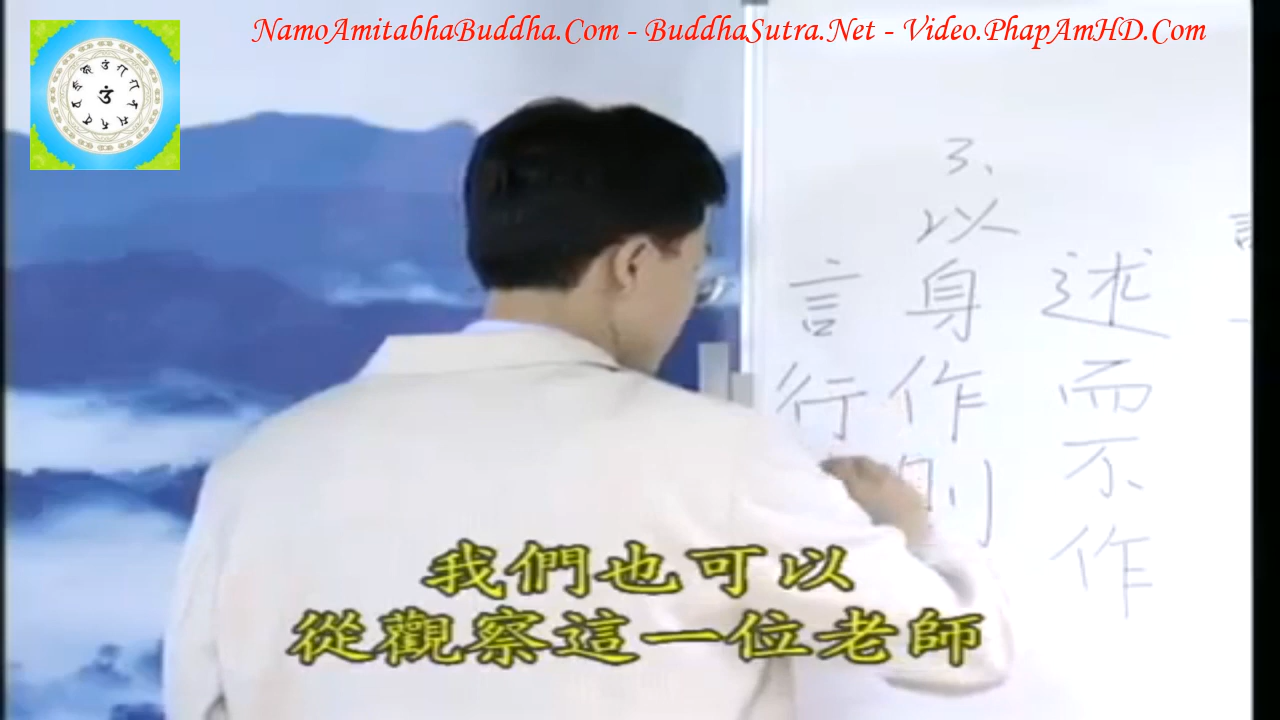 NamoAmitabhaBuddha.Com - BuddhaSutra.Net - Video.PhapAmHD.Com
述而不作
3、以身作則
言行
我們也可以
從觀察這一位老師